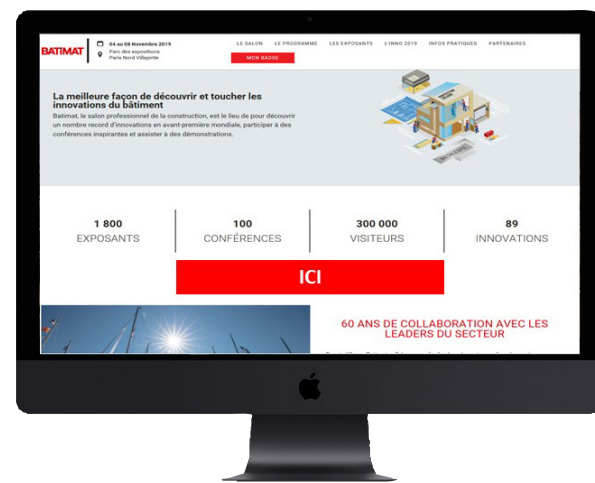 BATIMAT
04 au 08 Novembre 2019
Parc des expositions
Paris Nord Villepinte
LE SALON LE PROGRAMME LES EXPOSANTS L'INNO 2019 INFOS PRATIQUES PARTENAIRES
MON BADGE
La meilleure façon de découvrir et toucher les
innovations du bâtiment
Batimat, le salon professionnel de la construction, est le lieu de pour découvrir
un nombre record d'innovations en avant-première mondiale, participer à des
conférences inspirantes et assister à des démonstrations.
1 800
EXPOSANTS
100
CONFÉRENCES
300 000
VISITEURS
89
INNOVATIONS
ICI
60 ANS DE COLLABORATION AVEC LES
LEADERS DU SECTEUR